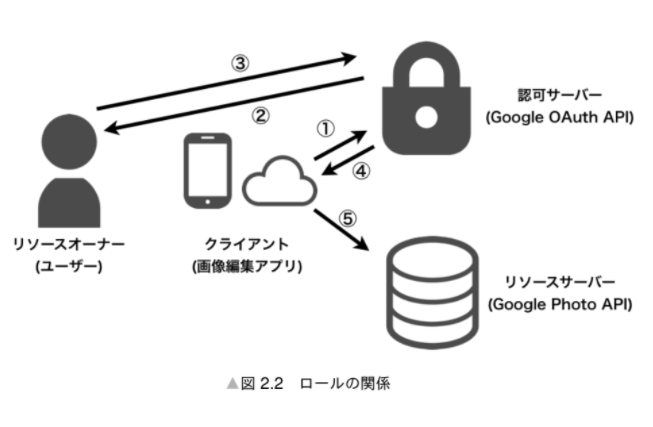 ③
②
①
④
⑤
認可サーバー
(Google OAuth API)
リソースオーナー
(ユーザー)
クライアント
(画像編集アプリ)
リソースサーバー
(Google Photo API)
▲図 2.2 ロールの関係